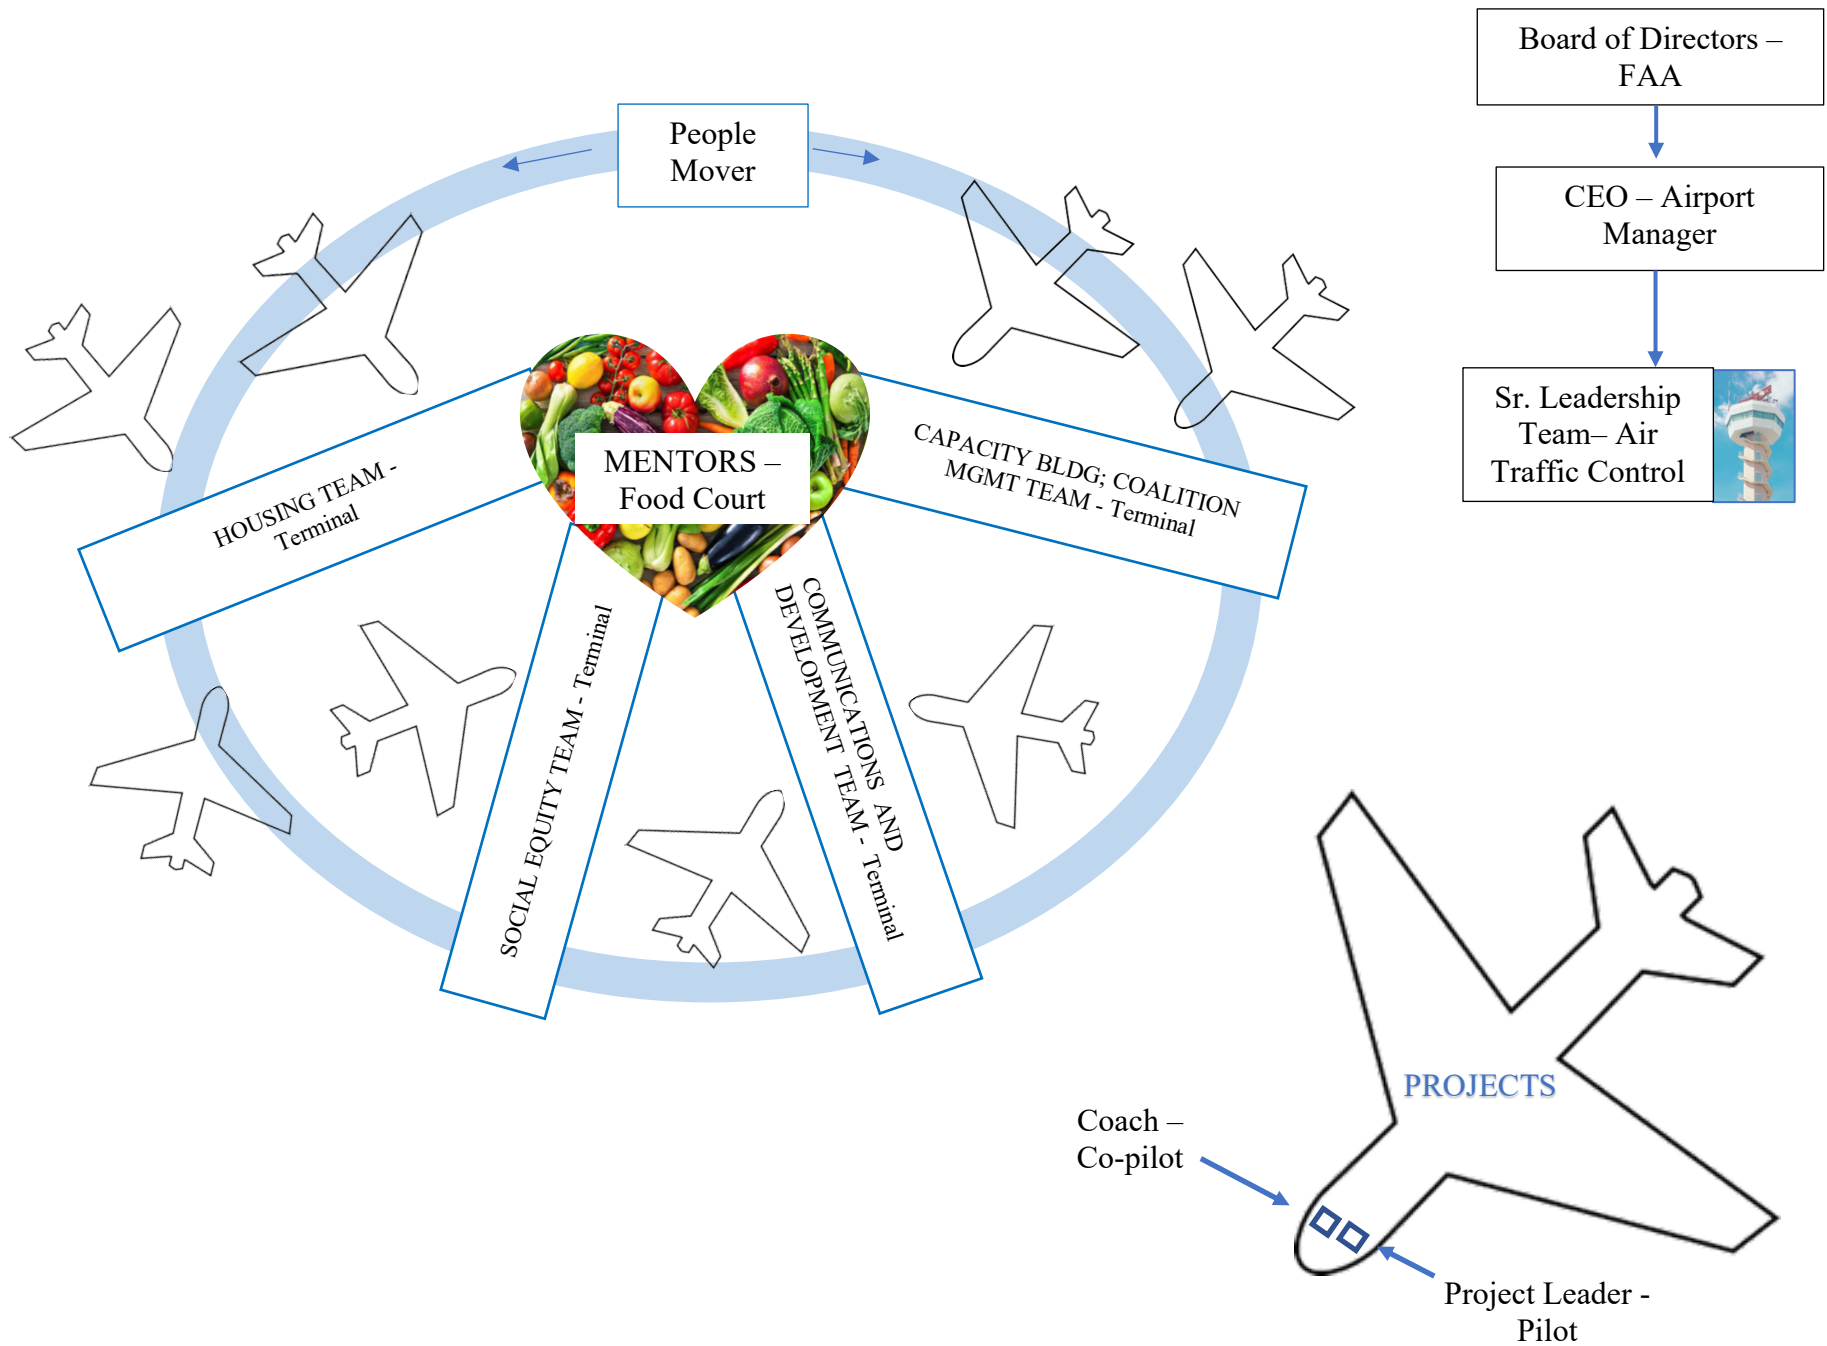 Board of Directors –
FAA
People
Mover
CEO – Airport
Manager
Sr. Leadership
Team– Air
Traffic Control
MENTORS –
Food Court
HOUSING TEAM -
Terminal
CAPACITY BLDG; COALITION
MGMT TEAM - Terminal
SOCIAL EQUITY TEAM - Terminal
COMMUNICATIONS AND
DEVELOPMENT TEAM - Terminal
PROJECTS
Coach –
Co-pilot
Project Leader -
Pilot